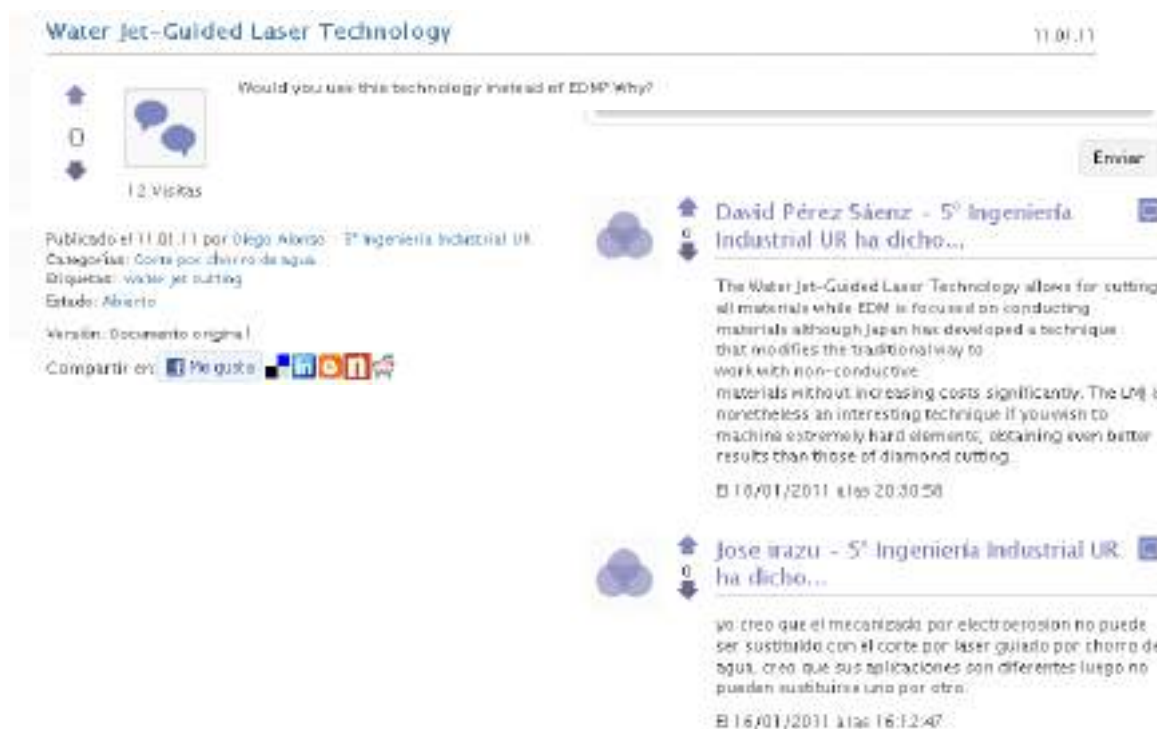 Water Jet-Guided Laser Technology
11.01.11
Would you use this technology instead of EDM? Why?
0
12 Visitas
Publicado el 11.01.11 por Diego Alonso - 5º Ingeniería Industrial UR
Categorías: Corte por chorro de agua
Etiquetas: water jet cutting
Estado: Abierto
Versión: Documento original
Compartir en: Me gusta
Enviar
0
David Pérez Sáenz - 5º Ingeniería
Industrial UR ha dicho...
The Water Jet-Guided Laser Technology allows for cutting
all materials while EDM is focused on conducting
materials although Japan has developed a technique
that modifies the traditional way to
work with non-conductive
materials without increasing costs significantly. The LMJ
nonetheless an interesting technique if you wish to
machine extremely hard elements, obtaining even better
results than those of diamond cutting.
El 18/01/2011 a las 20:30:58
0
Jose irazu - 5º Ingeniería Industrial UR
ha dicho...
yo creo que el mecanizado por electroerosion no puede
ser sustituido con el corte por laser guiado por chorro de
agua, creo que sus aplicaciones son diferentes luego no
pueden sustituirse uno por otro.
El 16/01/2011 a las 16:12:47